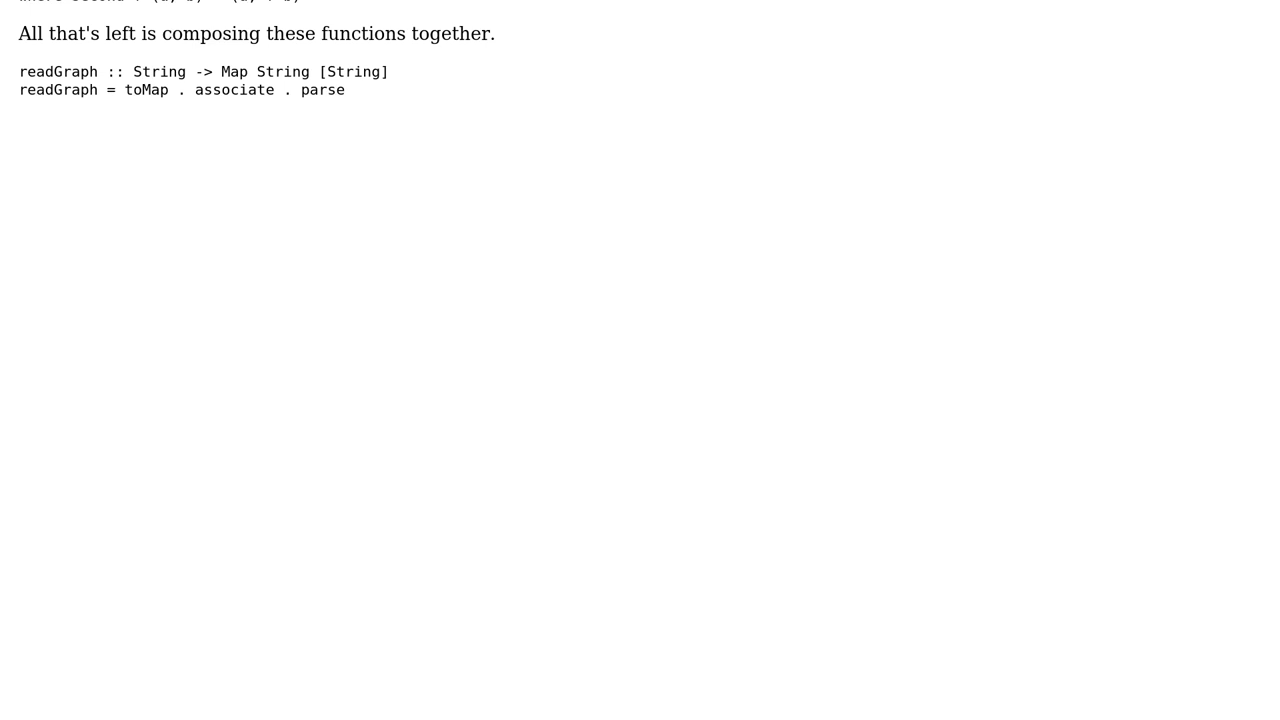 All that's left is composing these functions together.
readGraph :: String -> Map String [String]
readGraph = toMap . associate . parse